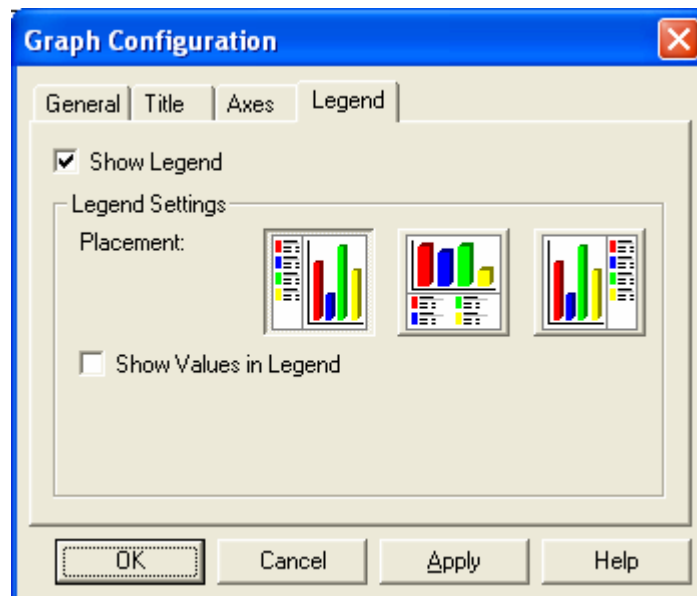 Graph Configuration
General Title Axes Legend
Show Legend
Legend Settings
Placement:
Show Values in Legend
OK Cancel Apply Help